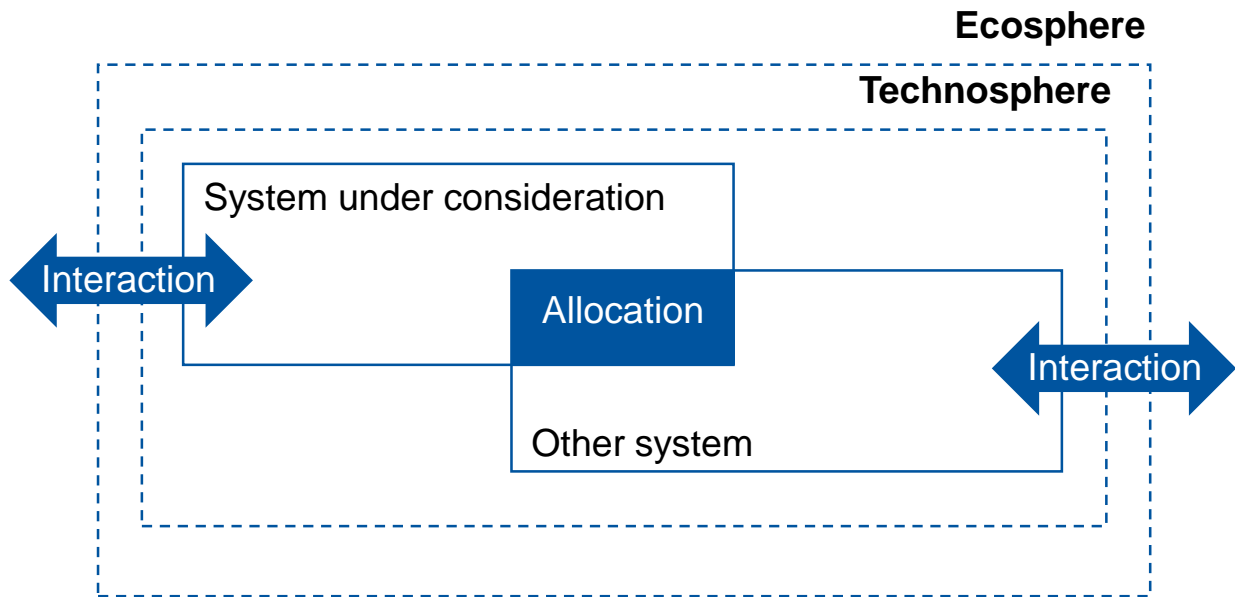 Ecosphere
Technosphere
System under consideration
Interaction
Allocation
Interaction
Other system